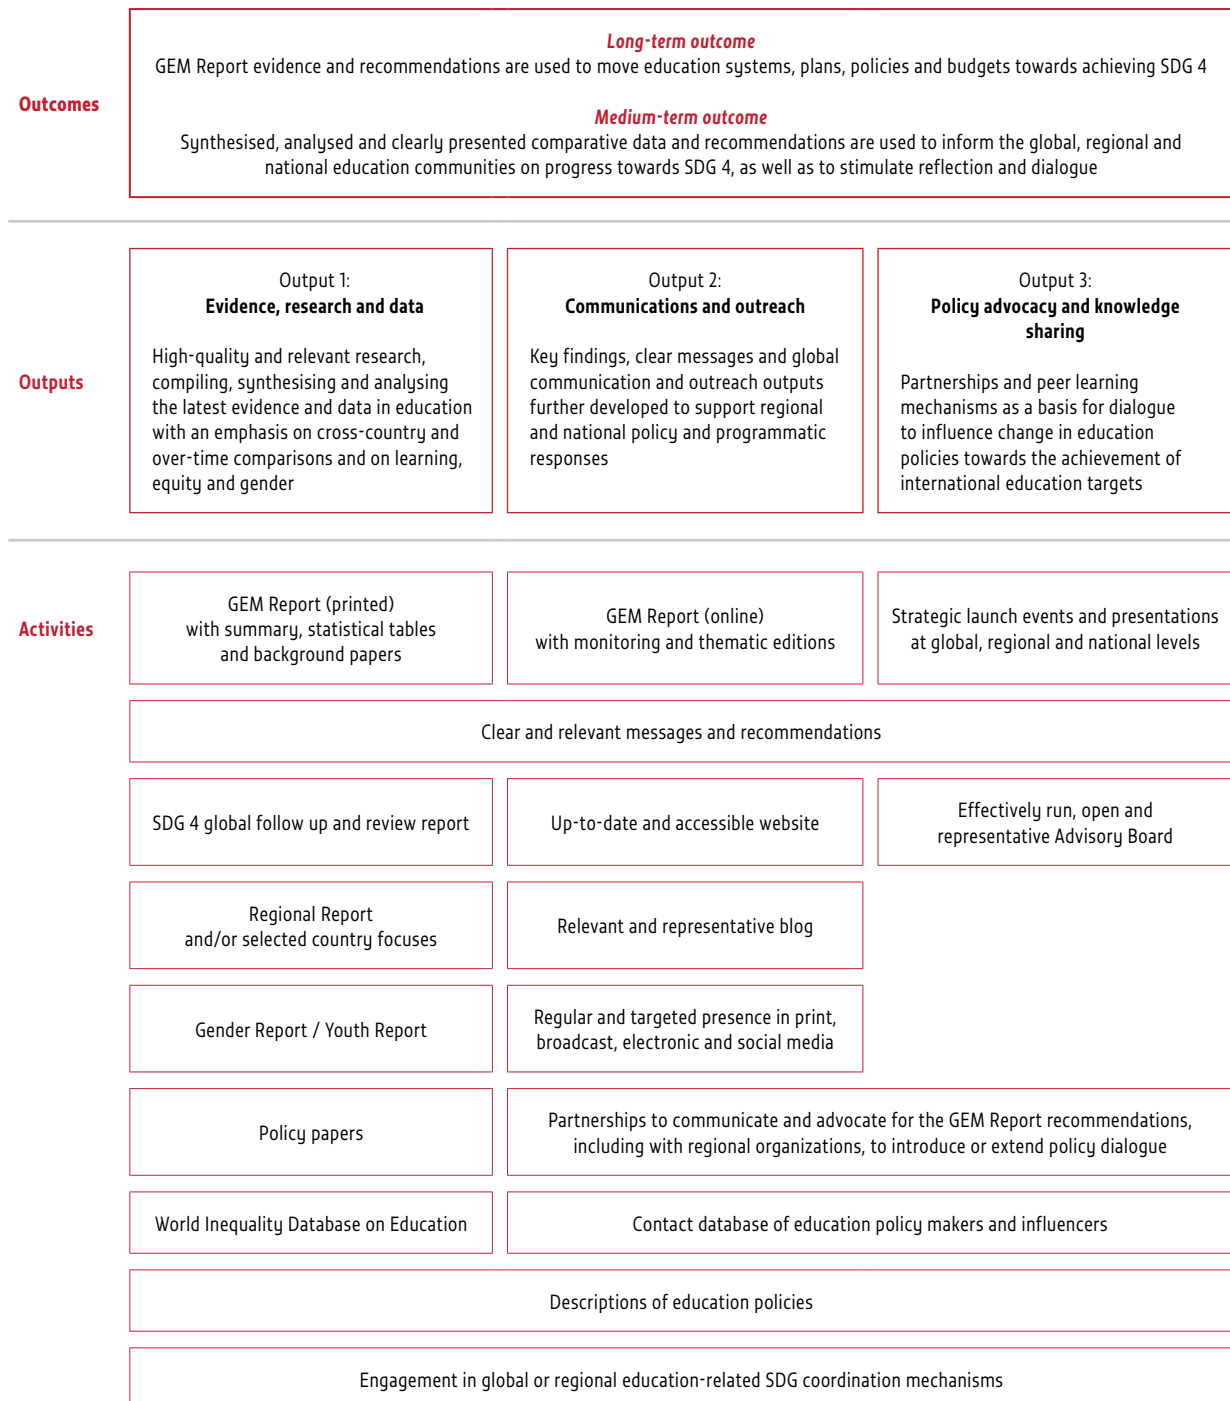 Outcomes
Long-term outcome
GEM Report evidence and recommendations are used to move education systems, plans, policies and budgets towards achieving SDG 4
Medium-term outcome
Synthesised, analysed and clearly presented comparative data and recommendations are used to inform the global, regional and
national education communities on progress towards SDG 4, as well as to stimulate reflection and dialogue
Outputs
Output 1:
Evidence, research and data
High-quality and relevant research,
compiling, synthesising and analysing
the latest evidence and data in education
with an emphasis on cross-country and
over-time comparisons and on learning,
equity and gender
Output 2:
Communications and outreach
Key findings, clear messages and global
communication and outreach outputs
further developed to support regional
and national policy and programmatic
responses
Output 3:
Policy advocacy and knowledge
sharing
Partnerships and peer learning
mechanisms as a basis for dialogue
to influence change in education
policies towards the achievement of
international education targets
Activities
GEM Report (printed)
with summary, statistical tables
and background papers
GEM Report (online)
with monitoring and thematic editions
Strategic launch events and presentations
at global, regional and national levels
Clear and relevant messages and recommendations
SDG 4 global follow up and review report
Up-to-date and accessible website
Effectively run, open and
representative Advisory Board
Regional Report
and/or selected country focuses
Relevant and representative blog
Gender Report / Youth Report
Regular and targeted presence in print,
broadcast, electronic and social media
Policy papers
Partnerships to communicate and advocate for the GEM Report recommendations,
including with regional organizations, to introduce or extend policy dialogue
World Inequality Database on Education
Contact database of education policy makers and influencers
Descriptions of education policies
Engagement in global or regional education-related SDG coordination mechanisms